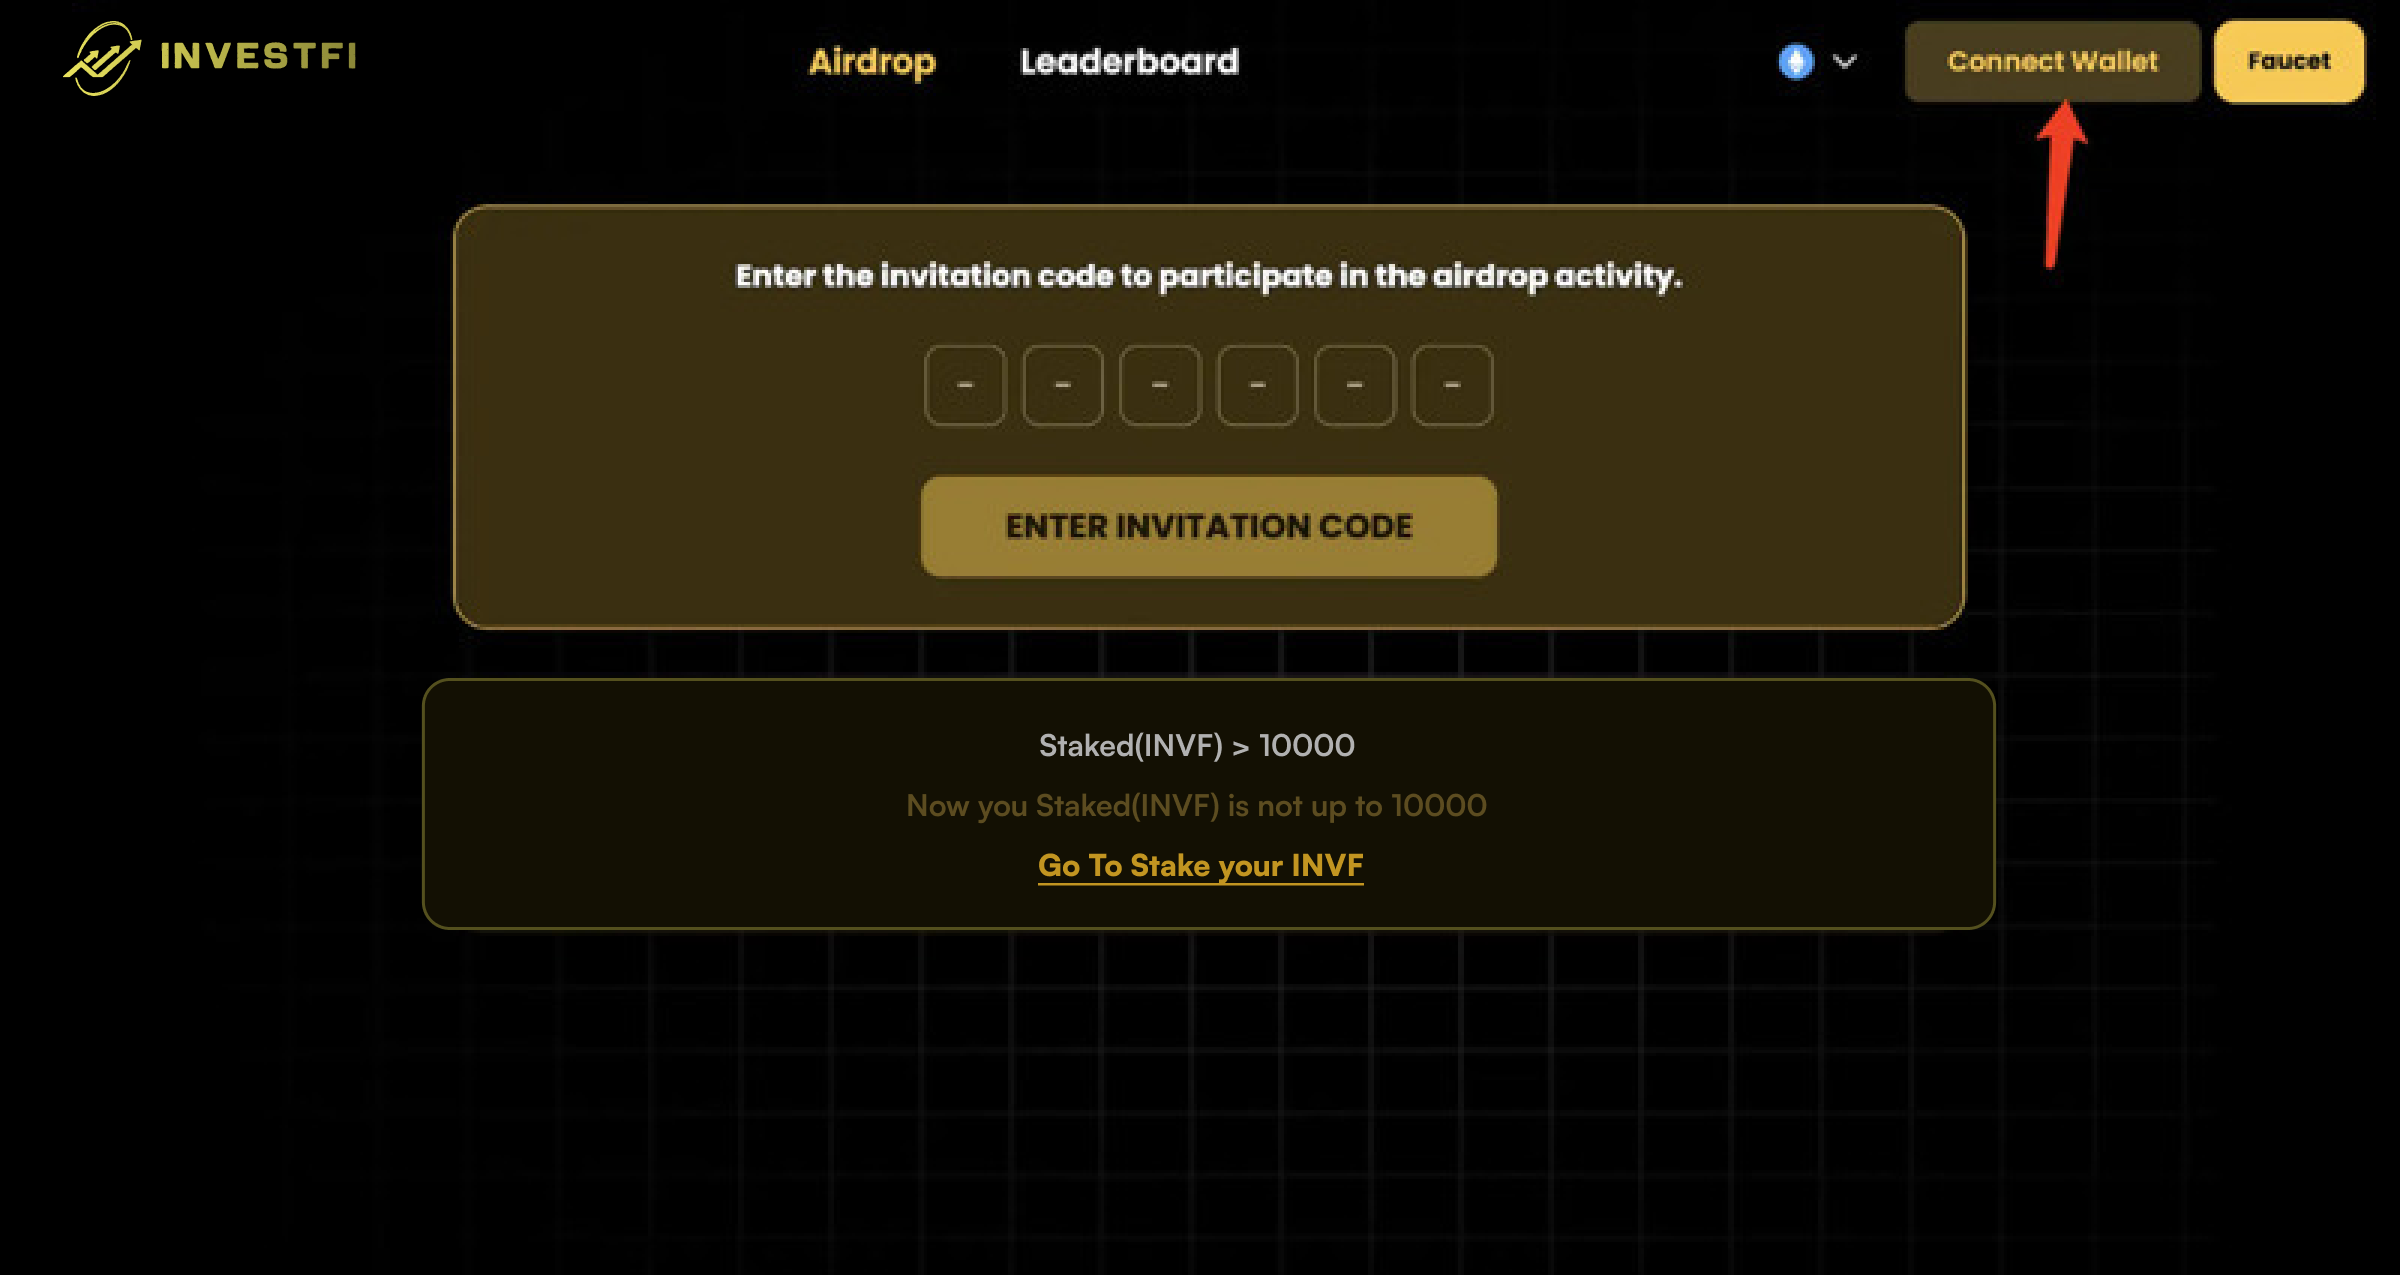 INVESTFI
Airdrop
Leaderboard
Connect Wallet
Faucet
Enter the invitation code to participate in the airdrop activity.
- - - - - -
ENTER INVITATION CODE
Staked(INVF) > 10000
Now you Staked(INVF) is not up to 10000
Go To Stake your INVF